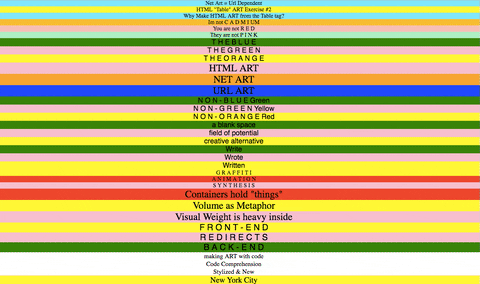 Net Art = Url Dependent
HTML "Table" ART Exercise #2
Why Make HTML ART from the Table tag?
Im not C A D M I U M
You are not R E D
They are not P I N K
T H E B L U E
T H E G R E E N
T H E O R A N G E
HTML ART
NET ART
URL ART
N O N - B L U E Green
N O N - G R E E N Yellow
N O N - O R A N G E Red
a blank space
field of potential
creative alternative
Write
Wrote
Written
G R A F F I T I
A N I M A T I O N
S Y N T H E S I S
Containers hold "things"
Volume as Metaphor
Visual Weight is heavy inside
F R O N T - E N D
R E D I R E C T S
B A C K - E N D
making ART with code
Code Comprehension
Stylized & New
New York City